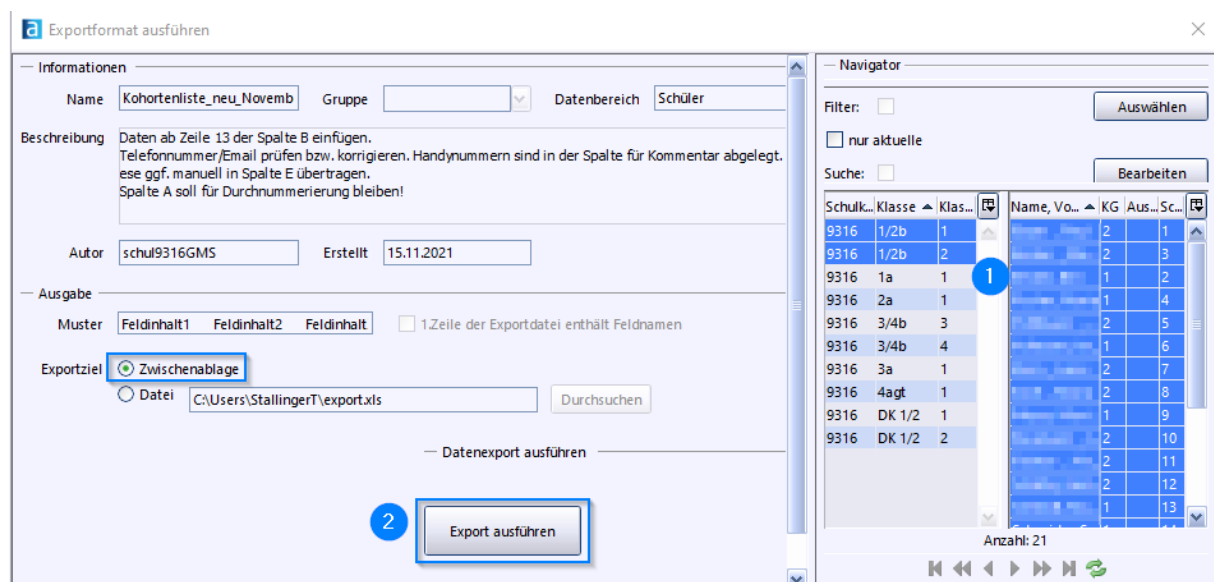 a Exportformat ausführen
Informationen
Name Kohortenliste_neu_Novemb Gruppe Datenbereich Schüler
Beschreibung Daten ab Zeile 13 der Spalte B einfügen.
Telefonnummer/Email prüfen bzw. korrigieren. Handynummern sind in der Spalte für Kommentar abgelegt.
ese ggf. manuell in Spalte E übertragen.
Spalte A soll für Durchnummerierung bleiben!
Autor schul9316GMS Erstellt 15.11.2021
Ausgabe
Muster Feldinhalt1 Feldinhalt2 Feldinhalt
1.Zeile der Exportdatei enthält Feldnamen
Exportziel Zwischenablage
Datei C:\Users\StallingerT\export.xls Durchsuchen
Datenexport ausführen
2 Export ausführen
Navigator
Filter: Auswählen
nur aktuelle
Suche: Bearbeiten
Schulk... Klasse Klas...
9316 1/2b 1
9316 1/2b 2
9316 1a 1
9316 2a 1
9316 3/4b 3
9316 3/4b 4
9316 3a 1
9316 4agt 1
9316 DK 1/2 1
9316 DK 1/2 2
1
Name, Vo... KG Aus... Sc...
2 1
2 3
1 2
1 4
2 5
1 6
2 7
2 8
1 9
2 10
2 11
2 12
1 13
Anzahl: 21